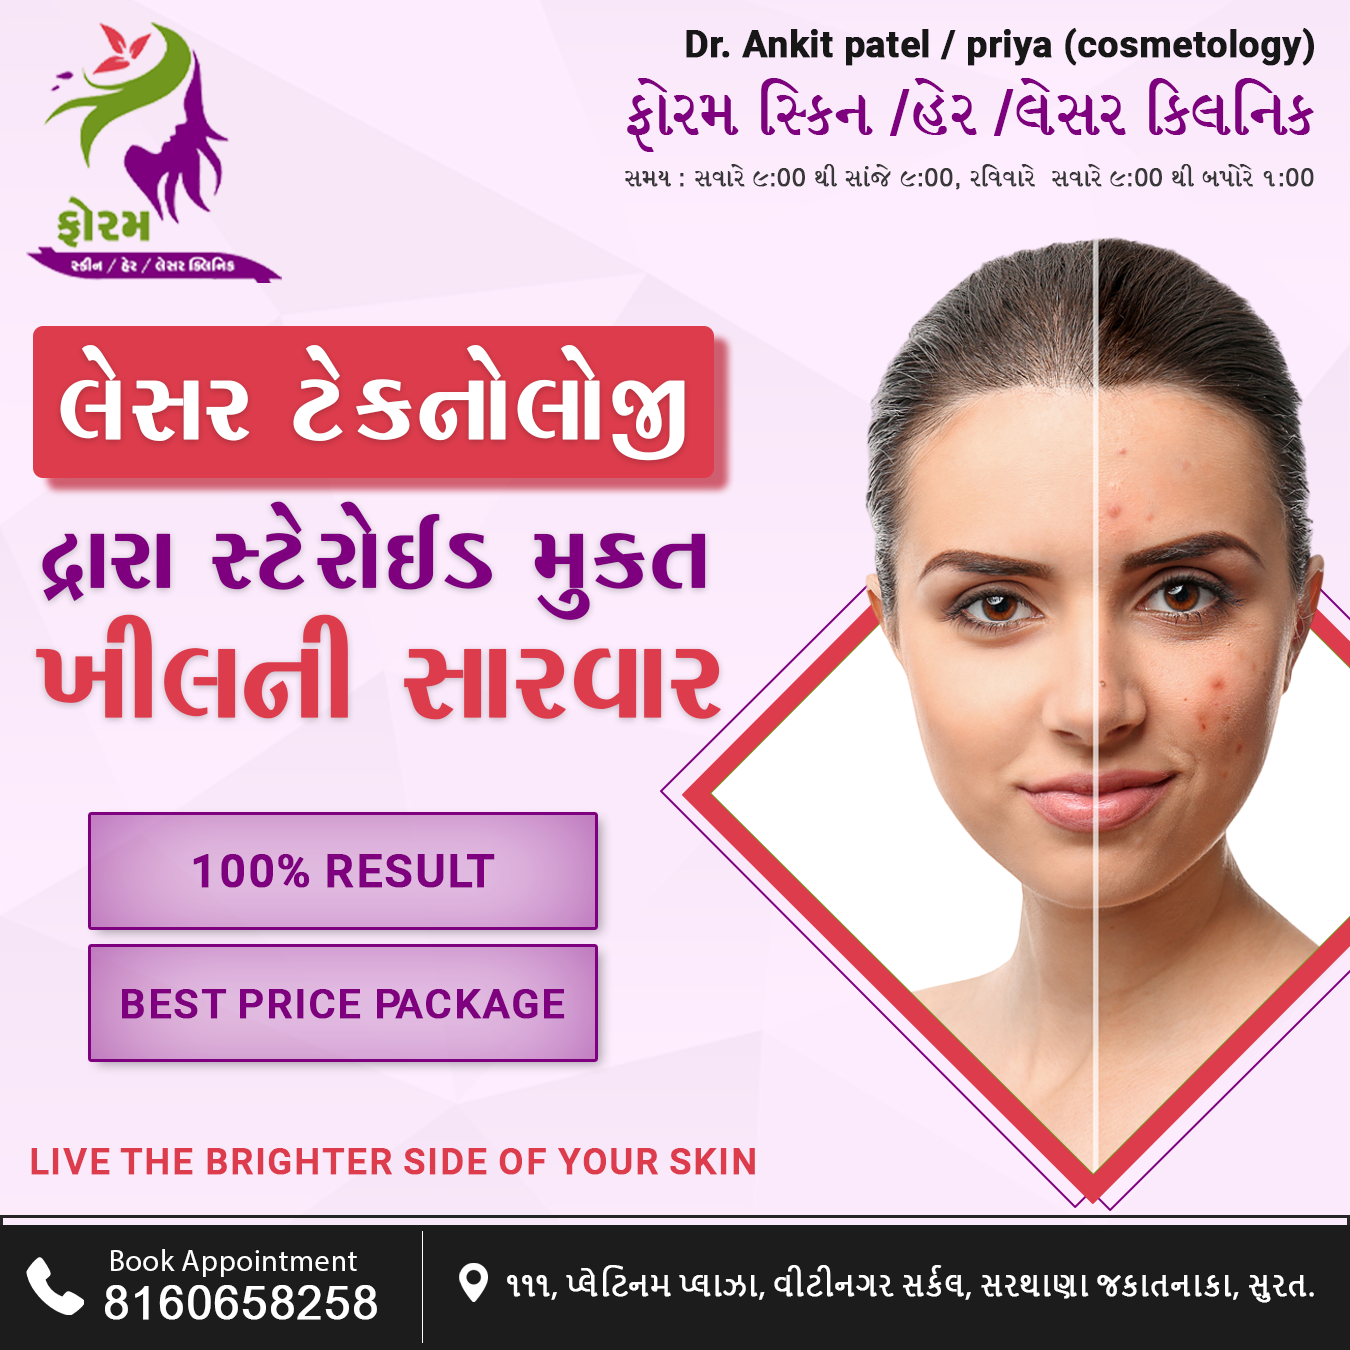 Dr. Ankit patel / priya (cosmetology)
ફોરમ સ્કિન /હેર /લેસર ક્લિનિક
સમય : સવારે ૯:00 થી સાંજે ૯:00, રવિવારે સવારે ૯:00 થી બપોરે ૧:00
ફોરમ
સ્કીન / હેર / લેસર ક્લિનિક
લેસર ટેકનોલોજી
દ્વારા સ્ટેરોઈડ મુકત
ખીલની સારવાર
100% RESULT
BEST PRICE PACKAGE
LIVE THE BRIGHTER SIDE OF YOUR SKIN
Book Appointment
8160658258
૧૧૧, પ્લેટિનમ પ્લાઝા, વીટીનગર સર્કલ, સરથાણા જકાતનાકા, સુરત.